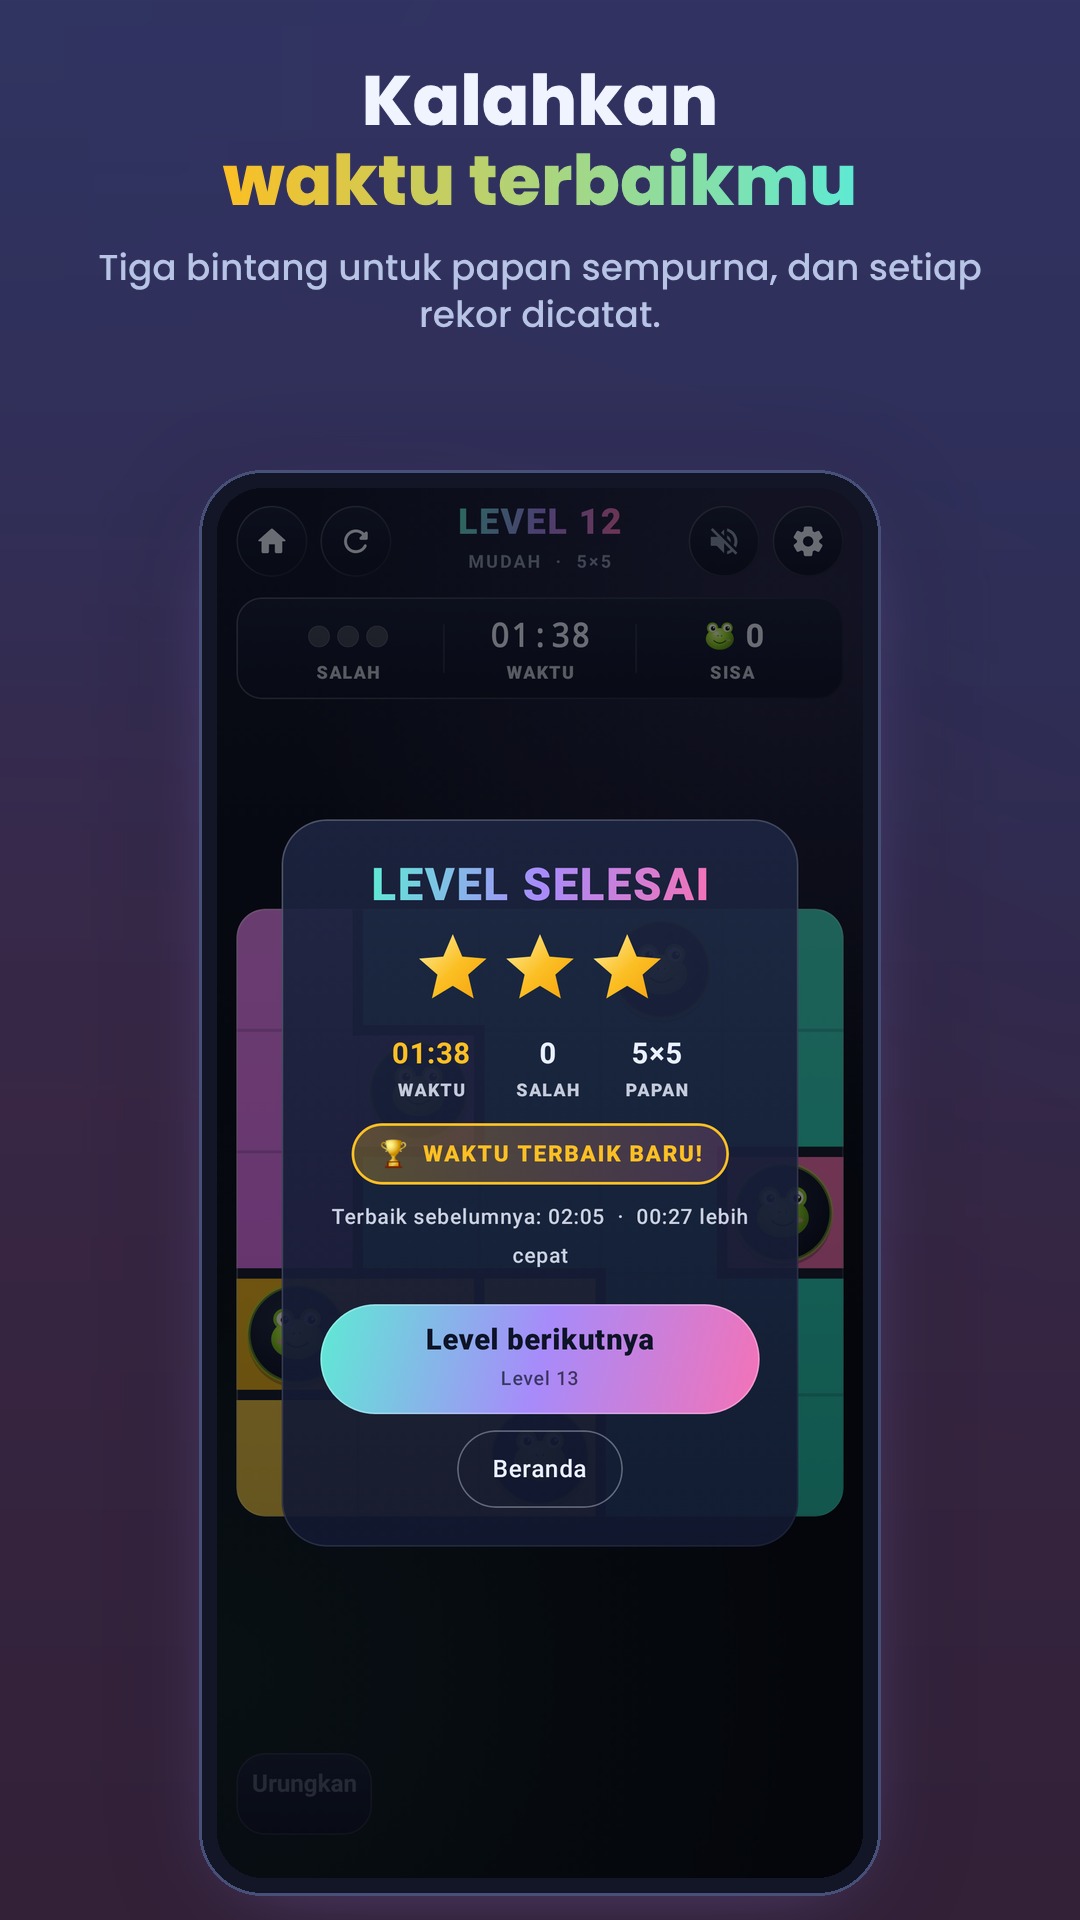 Kalahkan
waktu terbaikmu
Tiga bintang untuk papan sempurna, dan setiap
rekor dicatat.
LEVEL 12
MUDAH · 5×5
01:38
0
SALAH
WAKTU
SISA
LEVEL SELESAI
01:38
0
5×5
WAKTU
SALAH
PAPAN
WAKTU TERBAIK BARU!
Terbaik sebelumnya: 02:05 · 00:27 lebih
cepat
Level berikutnya
Level 13
Beranda
Urungkan